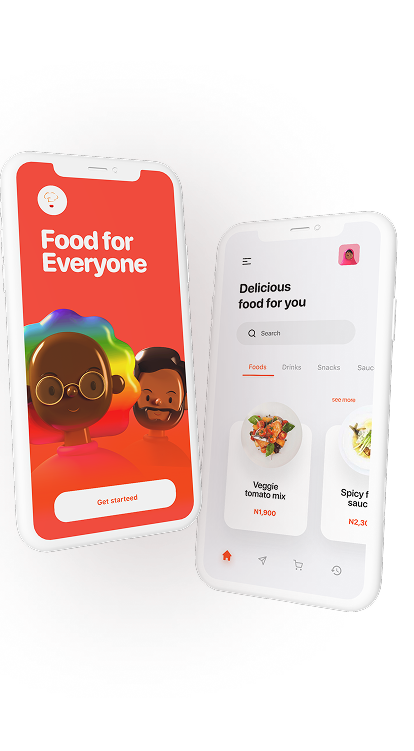 Food for
Everyone
Get starteed
Delicious
food for you
Search
Foods
Drinks
Snacks
see more
Veggie
tomato mix
N1,900
Spicy